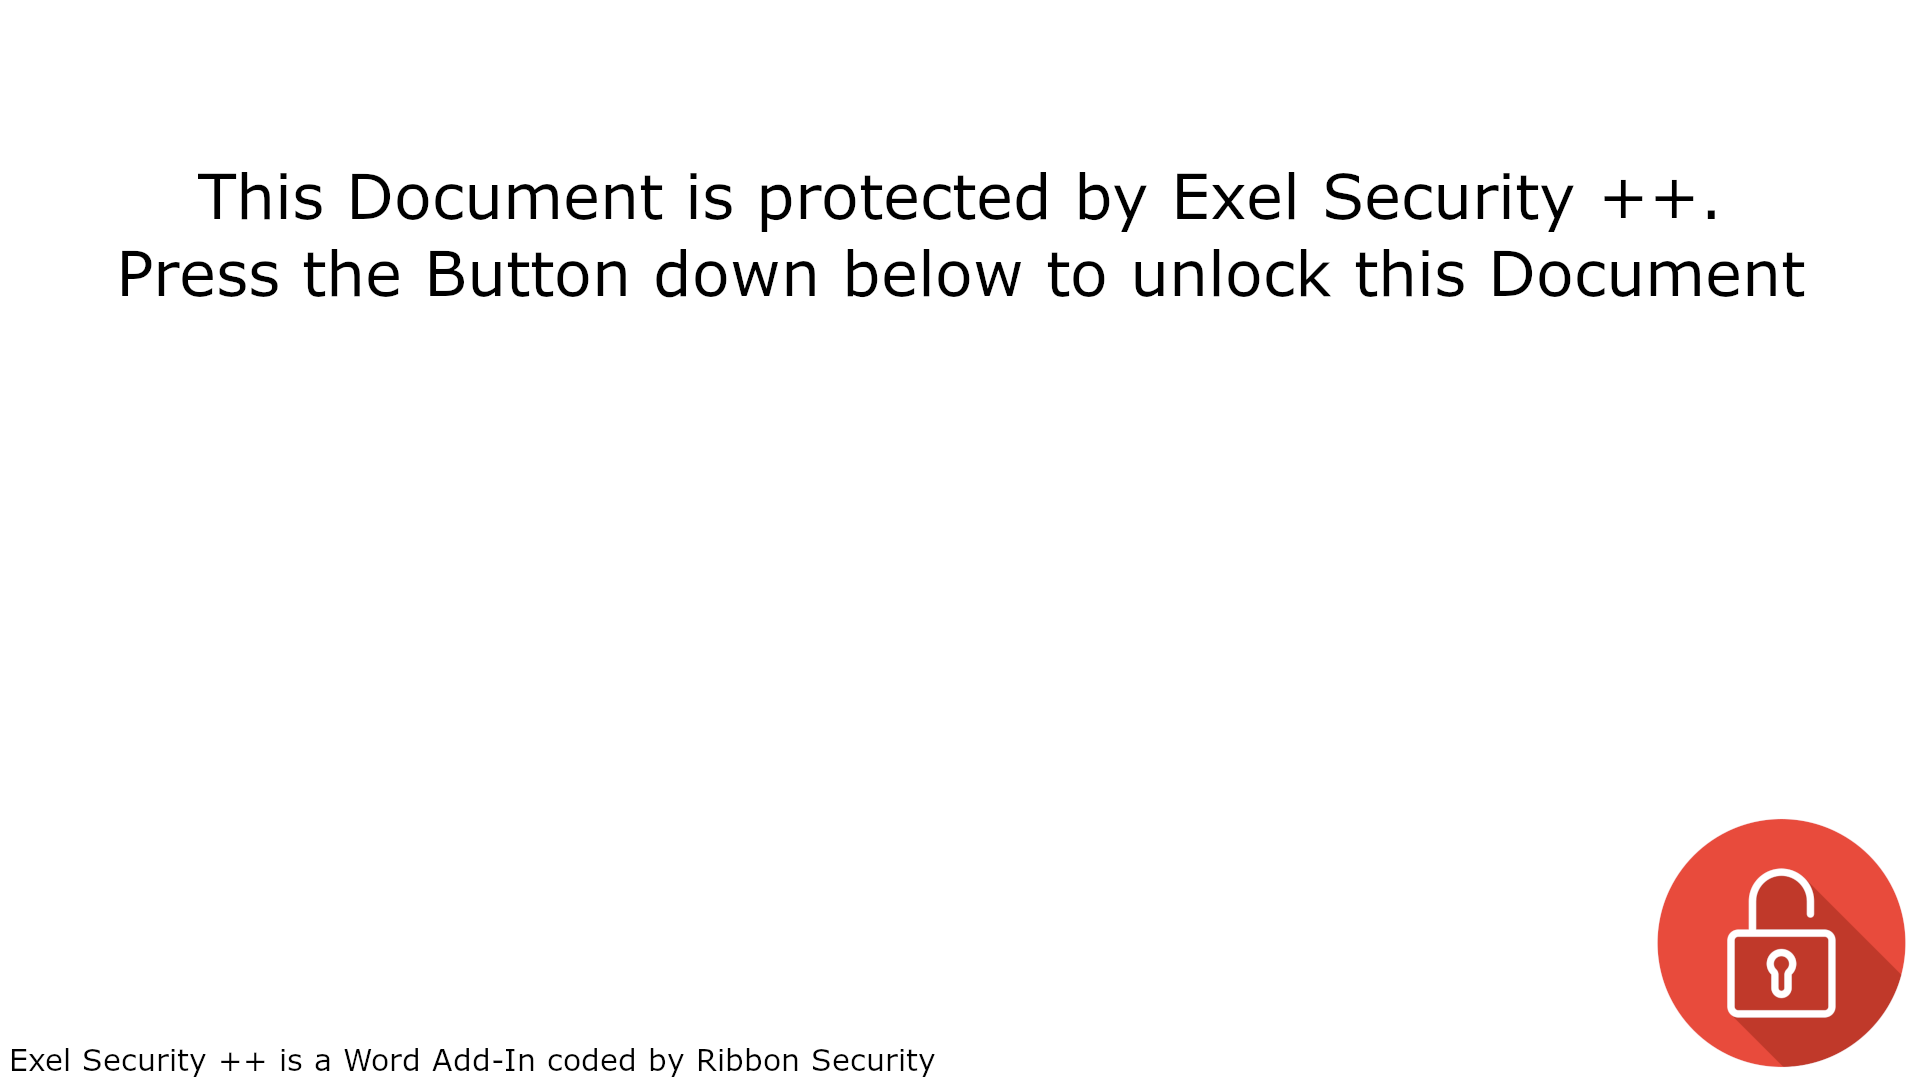 This Document is protected by Exel Security ++.
Press the Button down below to unlock this Document
Exel Security ++ is a Word Add-In coded by Ribbon Security